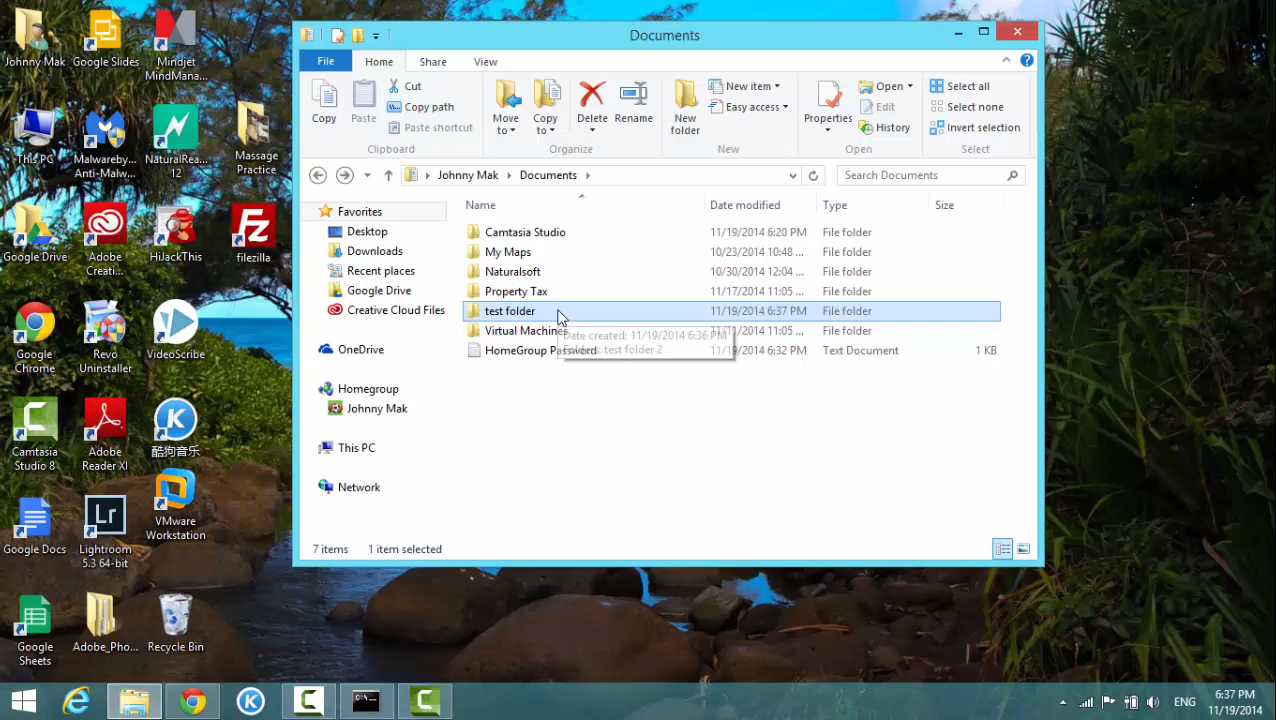 Johnny Mak
Google Slides
Mindjet
MindMana...
This PC
Malwareby...
Anti-Malw...
NaturalRea...
12
Massage
Practice
Google Drive
Adobe
Creati...
HiJackThis
filezilla
Google
Chrome
Revo
Uninstaller
VideoScribe
Camtasia
Studio 8
Adobe
Reader XI
酷狗音乐
Google Docs
Lightroom
5.3 64-bit
VMware
Workstation
Google
Sheets
Adobe_Pho...
Recycle Bin
Documents
File
Home
Share
View
Copy
Paste
Cut
Copy path
Paste shortcut
Clipboard
Move
to
Copy
to
Delete
Rename
Organize
New
folder
New item
Easy access
New
Properties
Open
Edit
History
Open
Select all
Select none
Invert selection
Select
Johnny Mak
Documents
Search Documents
Favorites
Desktop
Downloads
Recent places
Google Drive
Creative Cloud Files
OneDrive
Homegroup
Johnny Mak
This PC
Network
Name Date modified Type Size
Camtasia Studio 11/19/2014 6:20 PM File folder
My Maps 10/23/2014 10:48 ... File folder
Naturalsoft 10/30/2014 12:04 ... File folder
Property Tax 11/17/2014 11:05 ... File folder
test folder 11/19/2014 6:37 PM File folder
Virtual Machines 11/11/2014 11:05 ... File folder
HomeGroup Password 11/19/2014 6:32 PM Text Document 1 KB
Date created: 11/19/2014 6:36 PM
Folders: test folder 2
7 items 1 item selected
ENG
6:37 PM
11/19/2014